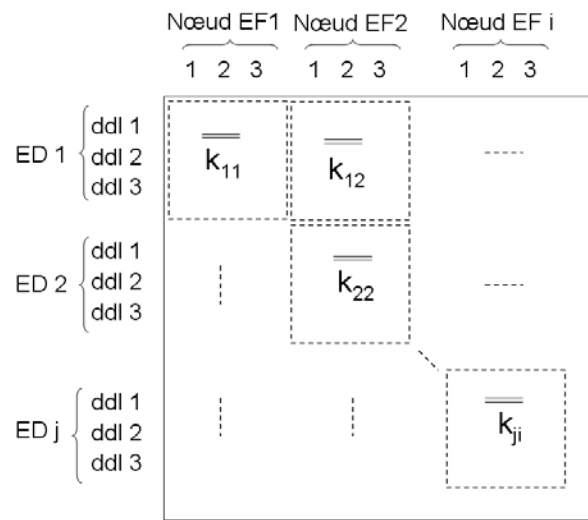 Nœud EF1 Nœud EF2 Nœud EF i
1 2 3 1 2 3 1 2 3
ED 1
ddl 1
ddl 2
ddl 3
k11
k12
ED 2
ddl 1
ddl 2
ddl 3
k22
ED j
ddl 1
ddl 2
ddl 3
kji